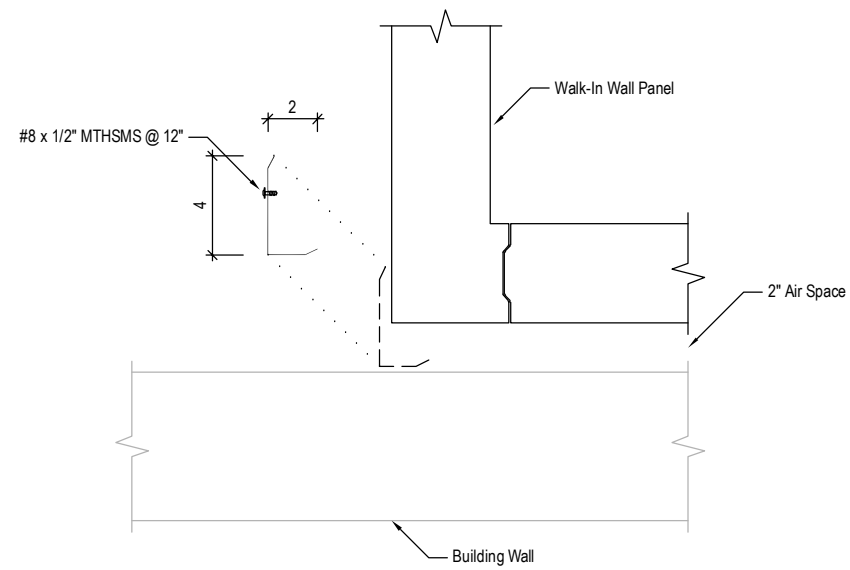 2
Walk-In Wall Panel
#8 x 1/2" MTHSMS @ 12"
4
2" Air Space
Building Wall